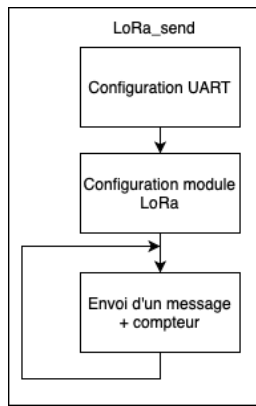 LoRa_send
Configuration UART
Configuration module
LoRa
Envoi d'un message
+ compteur